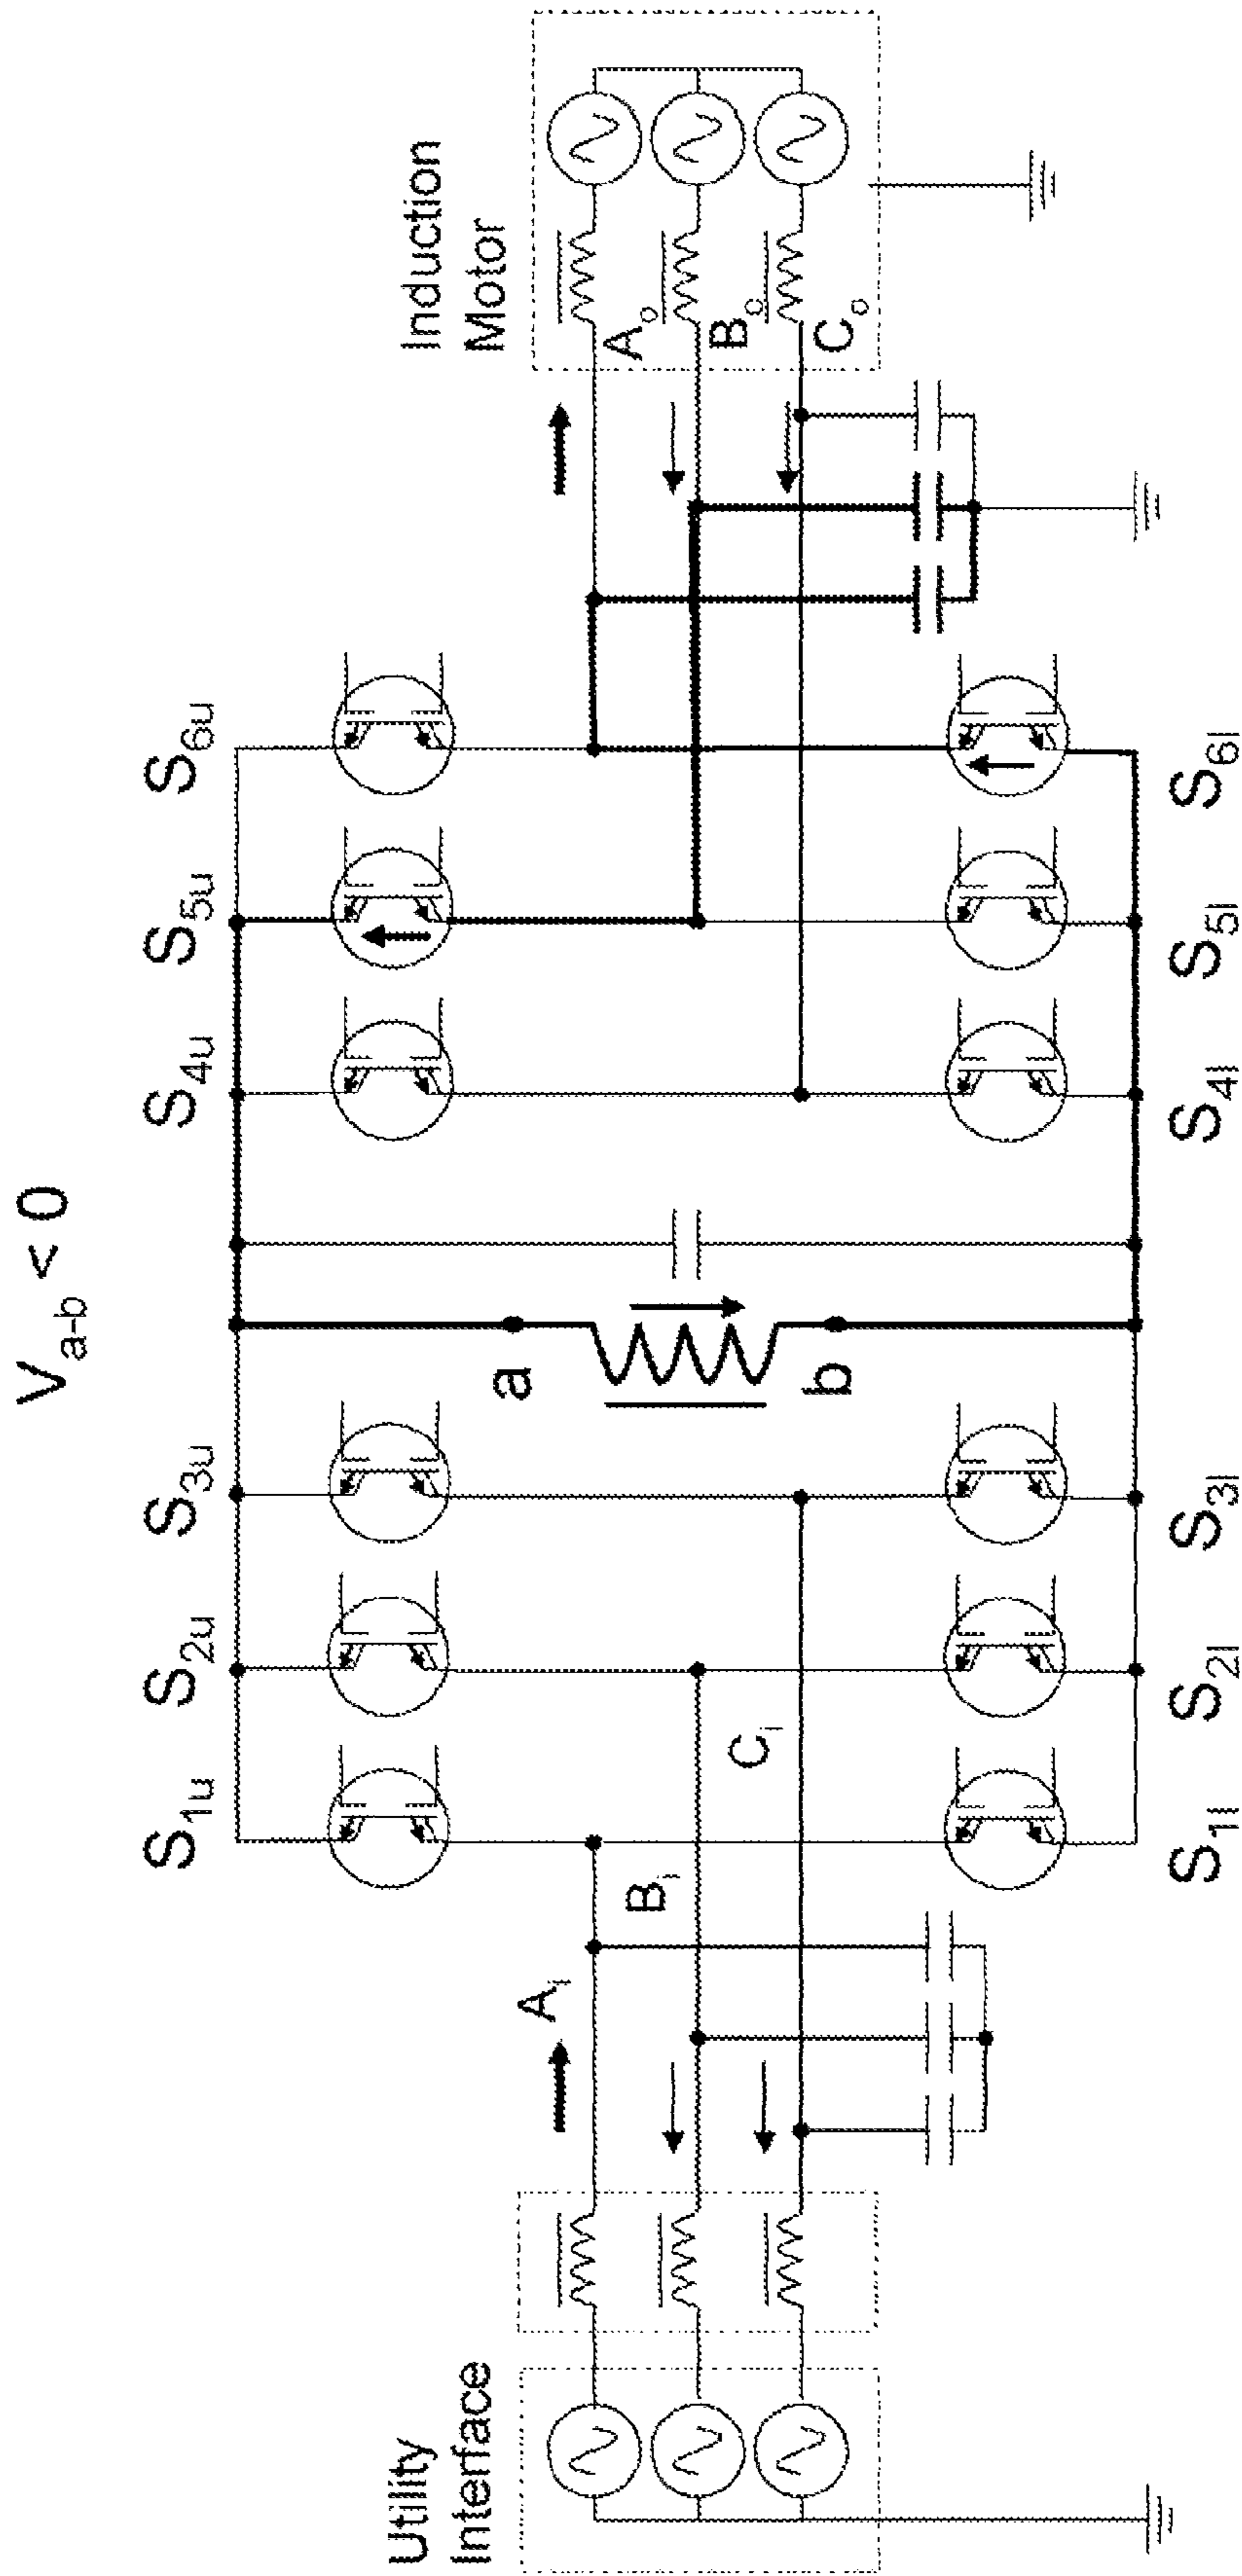 V_a-b < 0
S_1u S_2u S_3u S_4u S_5u S_6u
Utility
Interface
Induction
Motor
A_i
B_i
C_i
a
b
A_o
B_o
C_o
S_1l S_2l S_3l S_4l S_5l S_6l